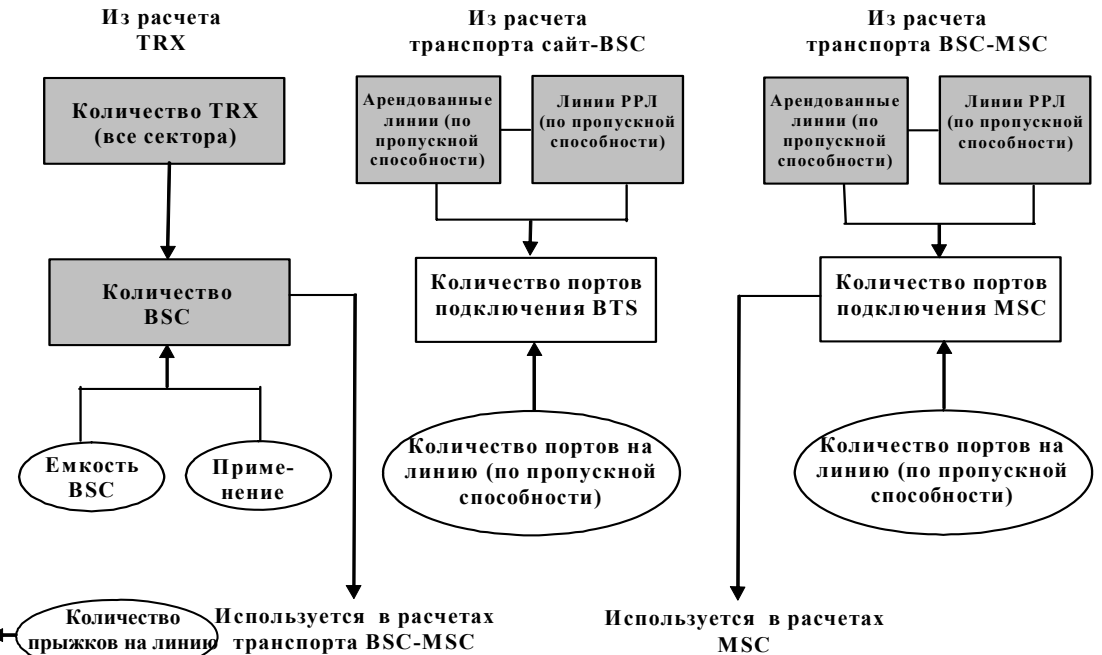 Из расчета
TRX
Из расчета
транспорта сайт-BSC
Из расчета
транспорта BSC-MSC
Количество TRX
(все сектора)
Арендованные
линии (по
пропускной
способности)
Линии РРЛ
(по пропускной
способности)
Арендованные
линии (по
пропускной
способности)
Линии РРЛ
(по пропускной
способности)
Количество
BSC
Количество портов
подключения BTS
Количество портов
подключения MSC
Емкость
BSC
Приме-
нение
Количество портов на
линию (по пропускной
способности)
Количество портов на
линию (по пропускной
способности)
Количество
прыжков на линию
Используется в расчетах
транспорта BSC-MSC
Используется в расчетах
MSC